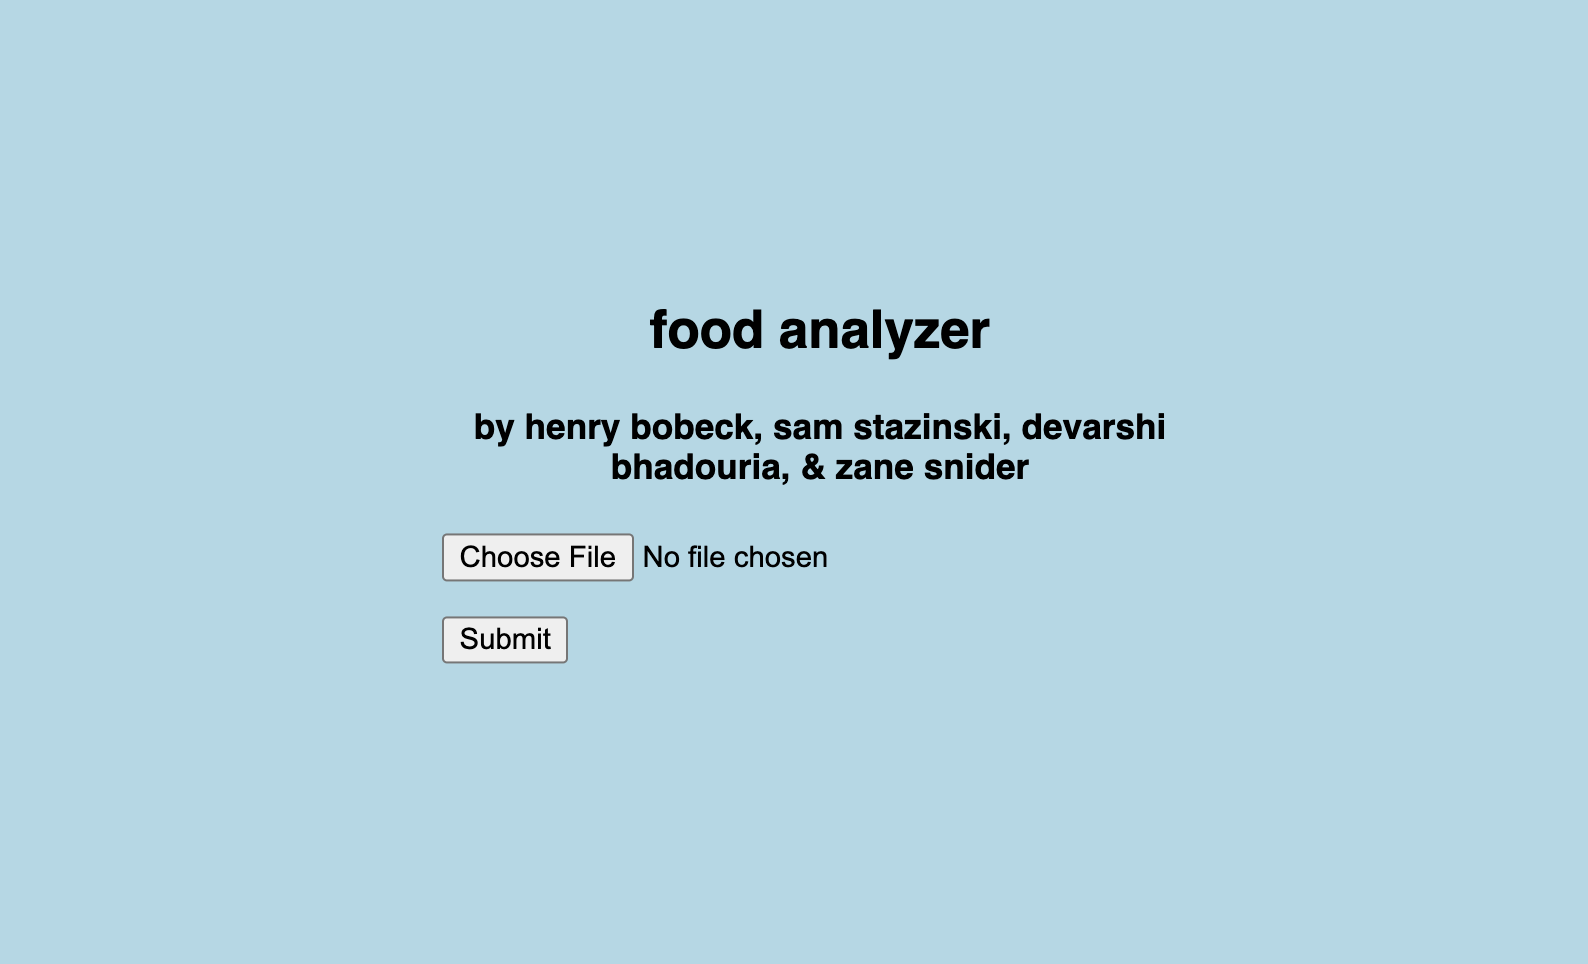 food analyzer
by henry bobeck, sam stazinski, devarshi
bhadouria, & zane snider
Choose File No file chosen
Submit